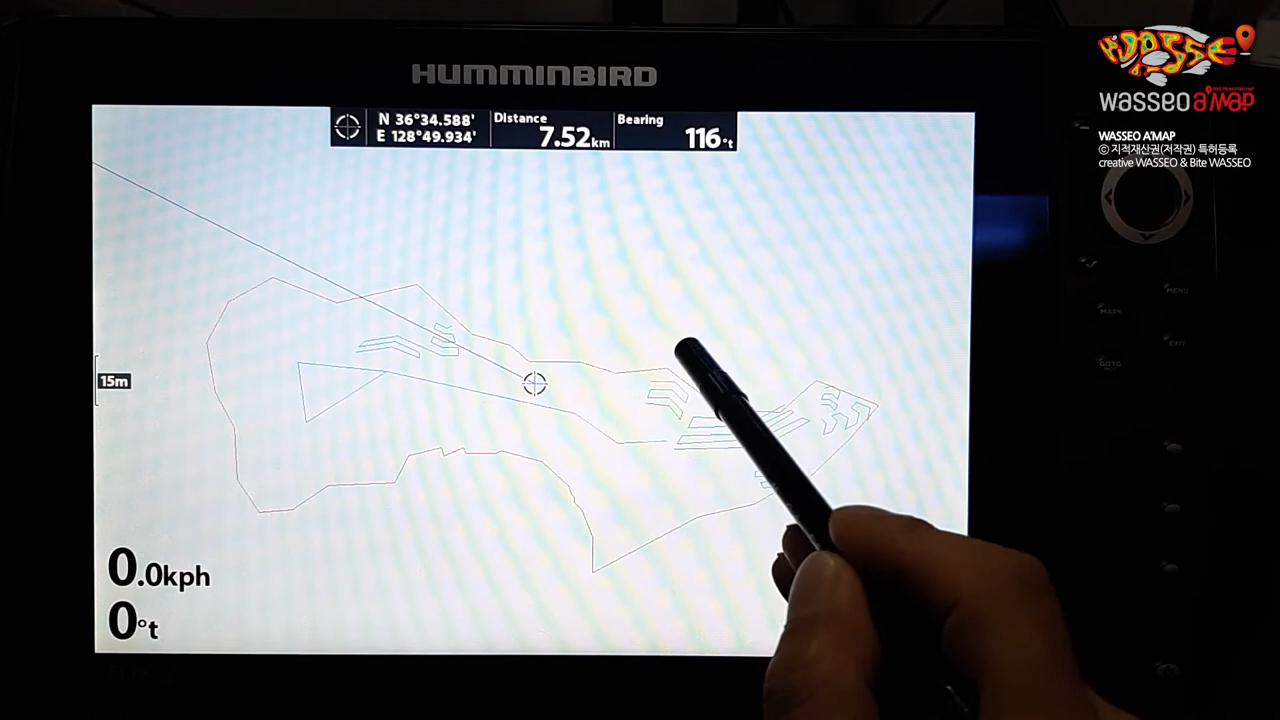 HUMMINBIRD
N 36°34.588'
E 128°49.934'
Distance
7.52km
Bearing
116°t
15m
0.0kph
0°t
WASSEO A'MAP
WASSEO A'MAP
© 지적재산권(저작권) 특허등록
creative WASSEO & Bite WASSEO
MENU
MAIN
EXIT
GOTO